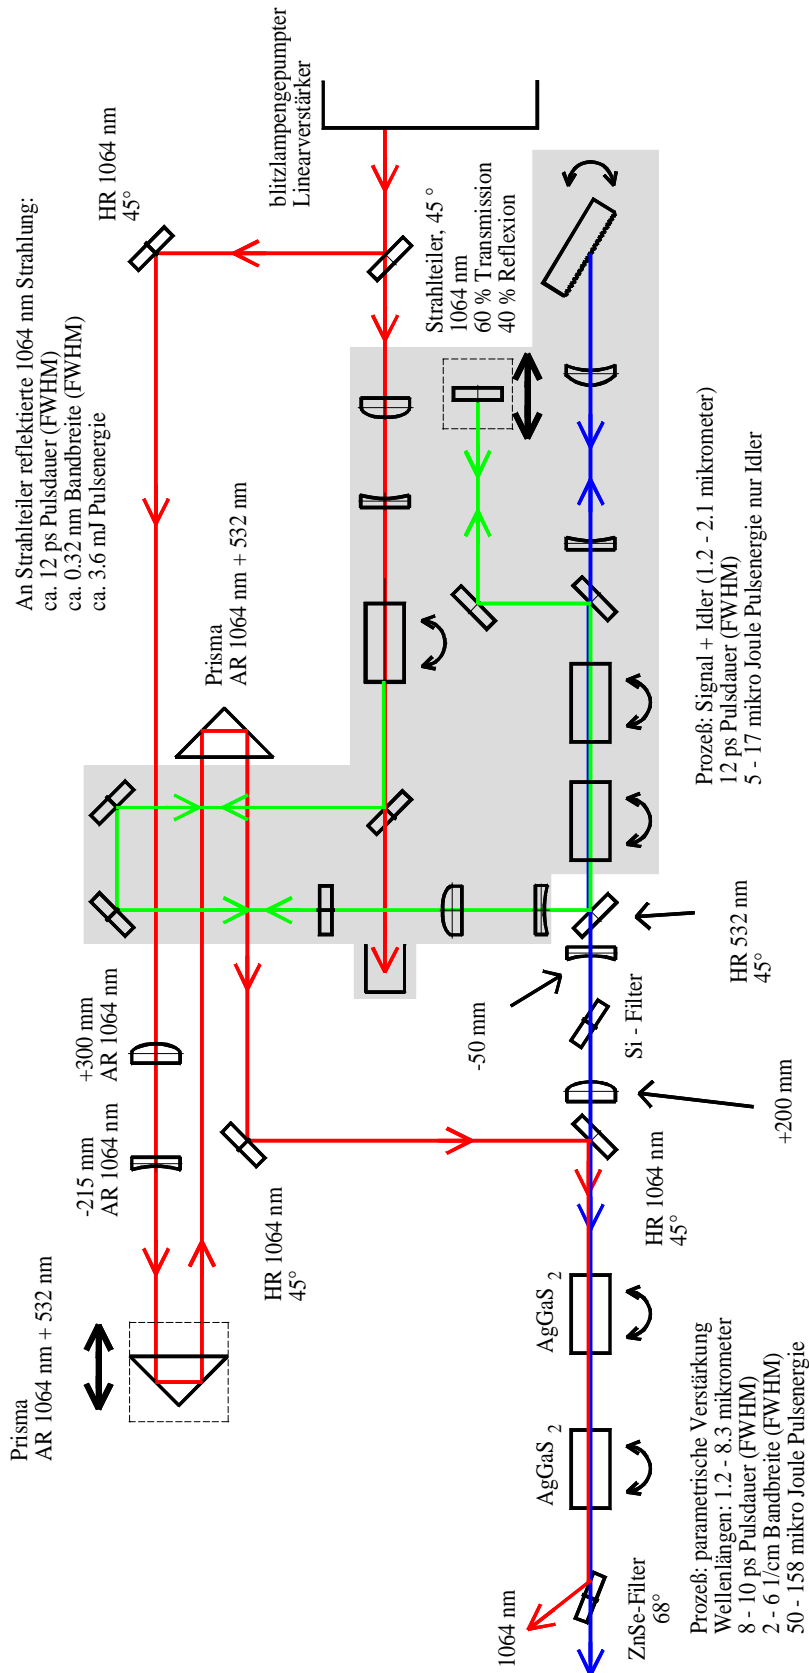 Prisma
AR 1064 nm + 532 nm
-215 mm
AR 1064 nm
+300 mm
AR 1064 nm
An Strahlteiler reflektierte 1064 nm Strahlung:
ca. 12 ps Pulsdauer (FWHM)
ca. 0.32 nm Bandbreite (FWHM)
ca. 3.6 mJ Pulsenergie
HR 1064 nm
45°
Prisma
AR 1064 nm + 532 nm
blitzlampengepumpter
Linearverstärker
HR 1064 nm
45°
Strahlteiler, 45 °
1064 nm
60 % Transmission
40 % Reflexion
-50 mm
1064 nm
AgGaS 2
AgGaS 2
ZnSe-Filter
68°
HR 1064 nm
45°
Si - Filter
+200 mm
HR 532 nm
45°
Prozeß: parametrische Verstärkung
Wellenlängen: 1.2 - 8.3 mikrometer
8 - 10 ps Pulsdauer (FWHM)
2 - 6 1/cm Bandbreite (FWHM)
50 - 158 mikro Joule Pulsenergie
Prozeß: Signal + Idler (1.2 - 2.1 mikrometer)
12 ps Pulsdauer (FWHM)
5 - 17 mikro Joule Pulsenergie nur Idler